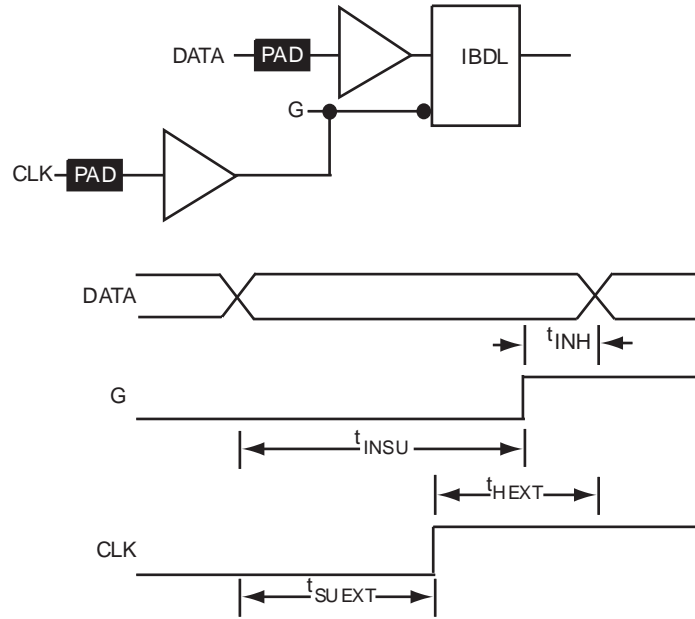 DATA PAD IBDL
G
CLK PAD
DATA
tINH
G
tINSU
tHEXT
CLK
tSUEXT